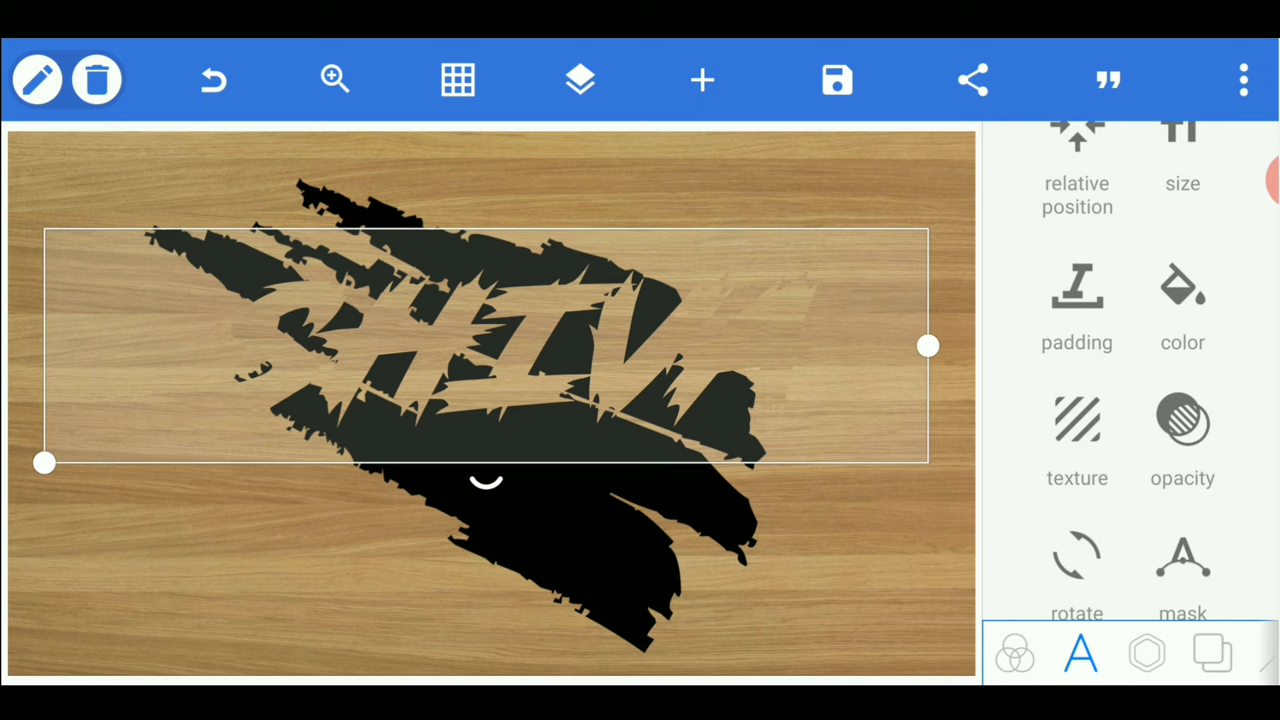 relative
position
size
padding
color
texture
opacity
rotate
mask